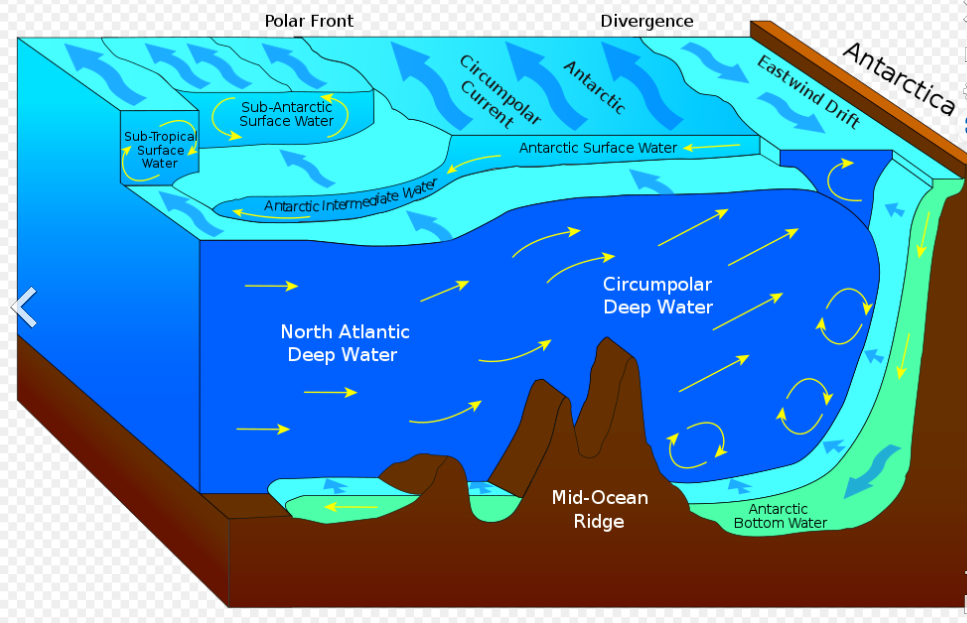 Polar Front
Divergence
Antarctica
Eastwind Drift
Circumpolar
Current
Antarctic
Sub-Antarctic
Surface Water
Sub-Tropical
Surface
Water
Antarctic Surface Water
Antarctic Intermediate Water
Circumpolar
Deep Water
North Atlantic
Deep Water
Mid-Ocean
Ridge
Antarctic
Bottom Water